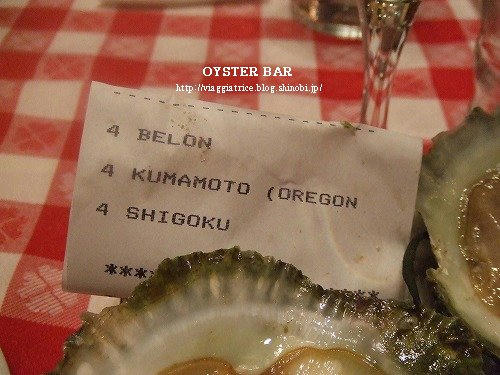 OYSTER BAR
http://viaggiatrice.blog.shinobi.jp/
4 BELON
4 KUMAMOTO (OREGON
4 SHIGOKU